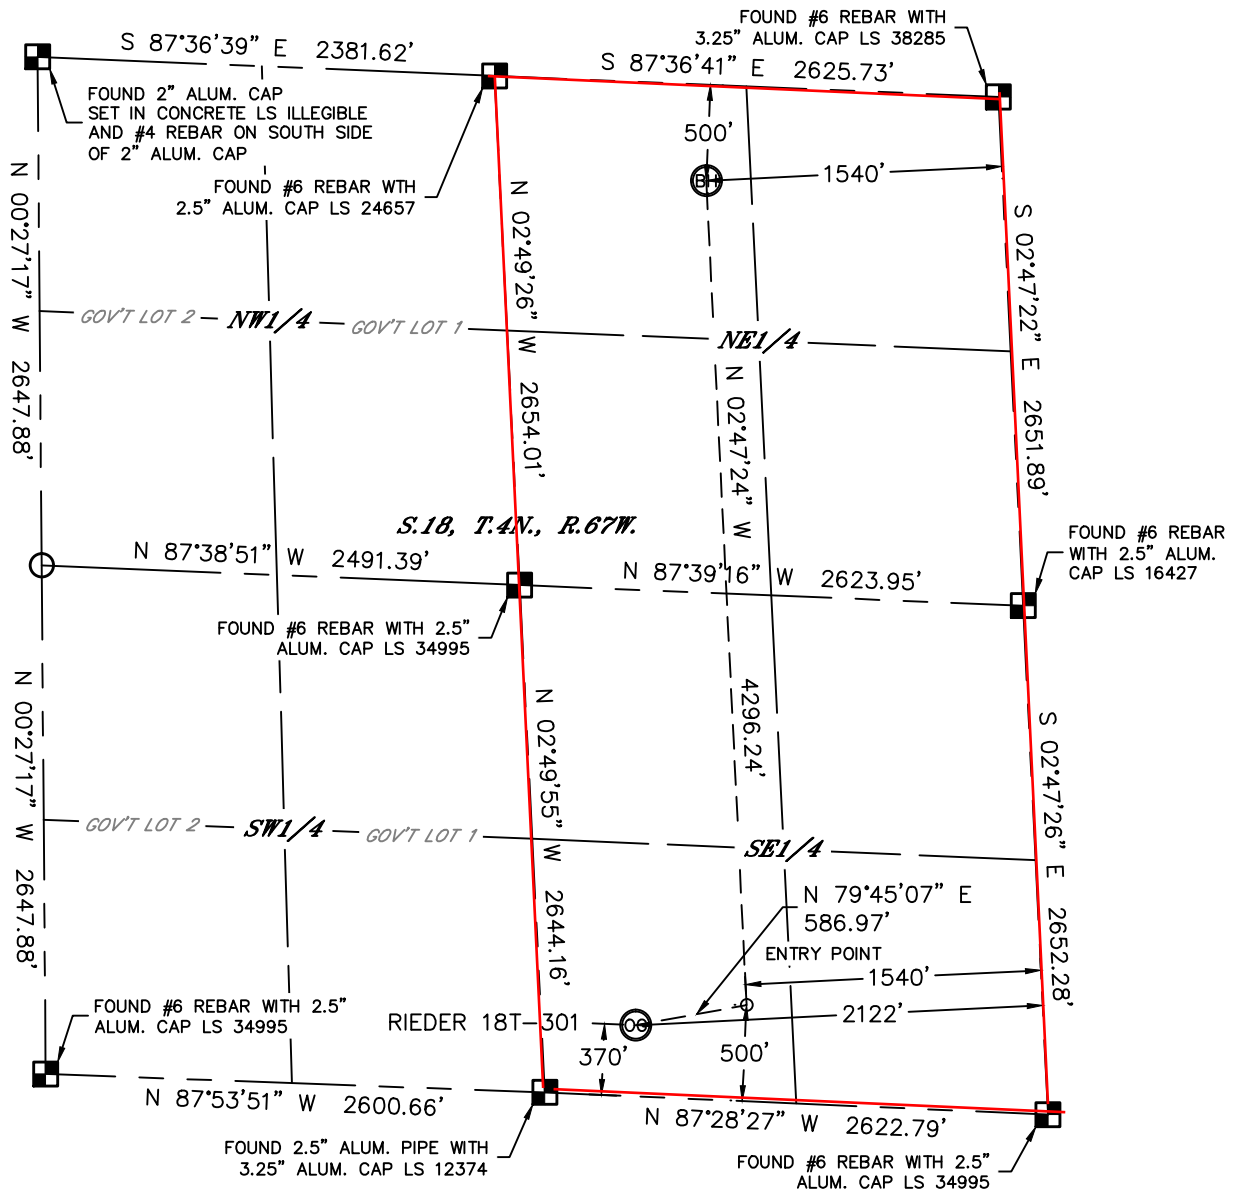 FOUND #6 REBAR WITH
3.25” ALUM. CAP LS 38285
S 87°36’39” E 2381.62’
S 87°36’41” E 2625.73’
FOUND 2” ALUM. CAP
SET IN CONCRETE LS ILLEGIBLE
AND #4 REBAR ON SOUTH SIDE
OF 2” ALUM. CAP
500’
BH
1540’
FOUND #6 REBAR WTH
2.5” ALUM. CAP LS 24657
N 00°27’17” W 2647.88’
N 02°49’26” W 2654.01’
S 02°47’22” E 2651.89’
GOV’T LOT 2
NW1/4
GOV’T LOT 1
NE1/4
N 02°47’24” W 4296.24’
S.18, T.4N., R.67W.
N 87°38’51” W 2491.39’
N 87°39’16” W 2623.95’
FOUND #6 REBAR
WITH 2.5” ALUM.
CAP LS 16427
FOUND #6 REBAR WITH 2.5”
ALUM. CAP LS 34995
N 00°27’17” W 2647.88’
N 02°49’55” W 2644.16’
S 02°47’26” E 2652.28’
GOV’T LOT 2
SW1/4
GOV’T LOT 1
SE1/4
N 79°45’07” E
586.97’
ENTRY POINT
1540’
2122’
FOUND #6 REBAR WITH 2.5”
ALUM. CAP LS 34995
RIEDER 18T-301
OG
370’
500’
N 87°53’51” W 2600.66’
N 87°28’27” W 2622.79’
FOUND 2.5” ALUM. PIPE WITH
3.25” ALUM. CAP LS 12374
FOUND #6 REBAR WITH 2.5”
ALUM. CAP LS 34995